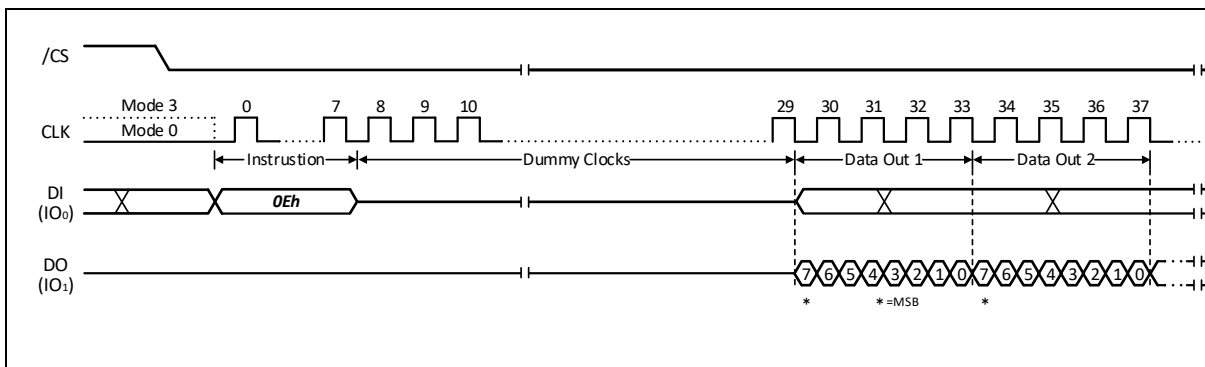 /CS
Mode 3 0 7 8 9 10 29 30 31 32 33 34 35 36 37
CLK Mode 0
Instrustion Dummy Clocks Data Out 1 Data Out 2
DI
(IO₀) 0Eh
DO
(IO₁) 7 6 5 4 3 2 1 0 7 6 5 4 3 2 1 0
* * =MSB *